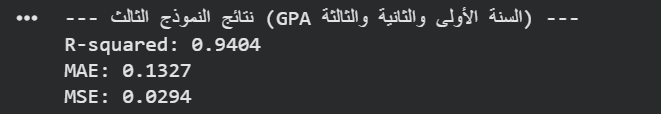 --- نتائج النموذج الثالث GPA (السنة الأولى والثانية والثالثة) ---
R-squared: 0.9404
MAE: 0.1327
MSE: 0.0294